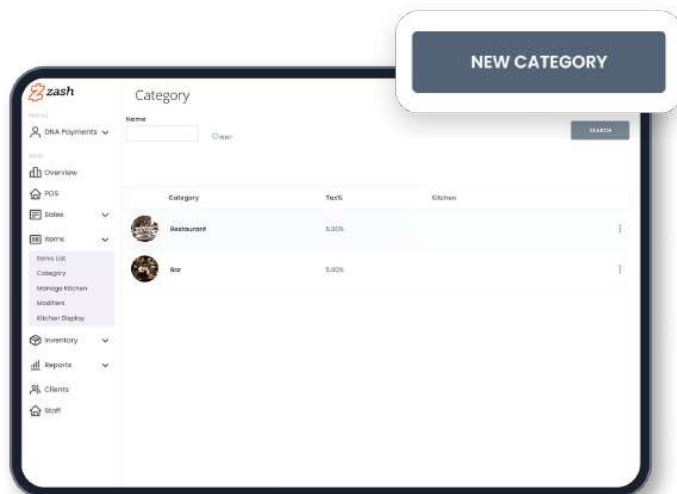 NEW CATEGORY
zash
Category
Name
SEARCH
DNA Payments
Overview
POS
Sales
Items
Items List
Category
Manage Kitchen
Modifiers
Kitchen Display
Inventory
Reports
Clients
Staff
Category Tax% Kitchen
Restaurant 5.00%
Bar 5.00%